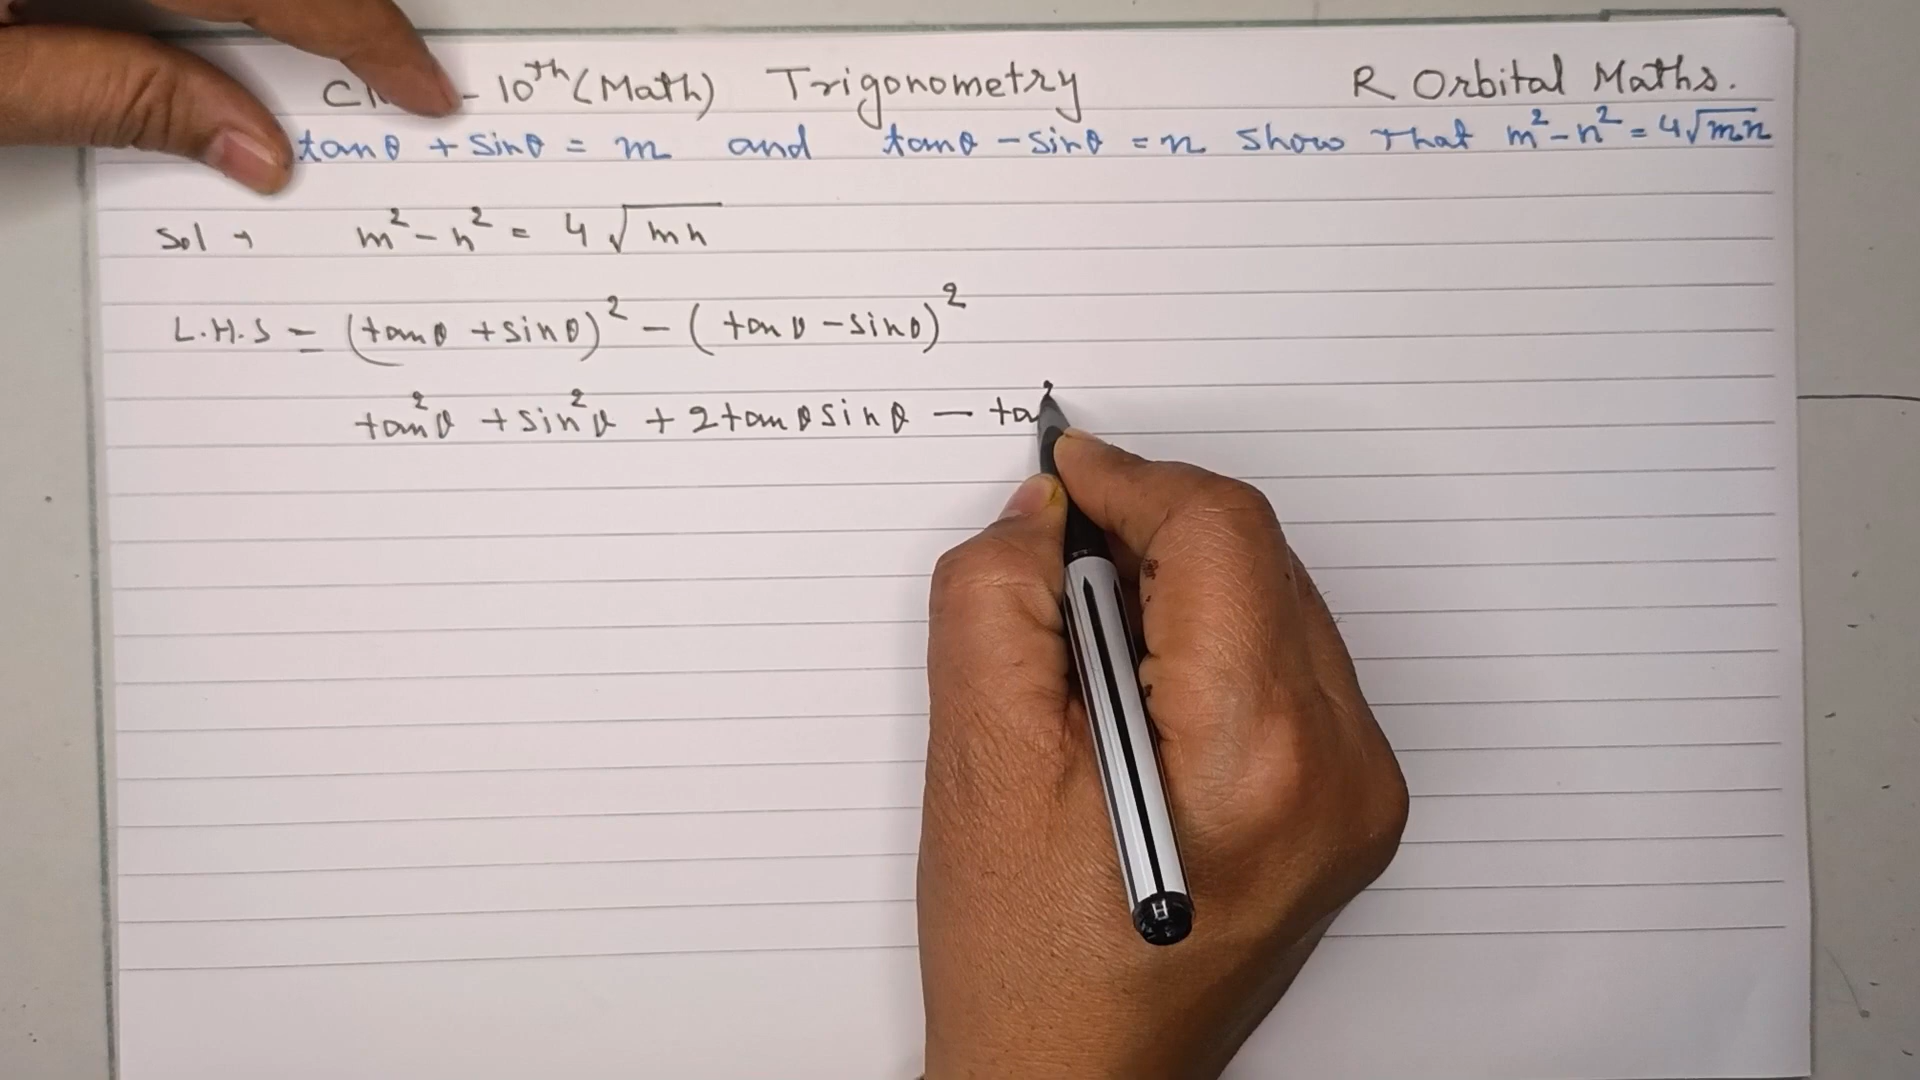 - 10th (Math) Trigonometry R Orbital Maths.
tanθ + sinθ = m and tanθ - sinθ = n show that m² - n² = 4√mn
Sol → m² - n² = 4√mn
L.H.S = (tanθ + sinθ)² - (tanθ - sinθ)²
tan²θ + sin²θ + 2tanθ sinθ - tan²